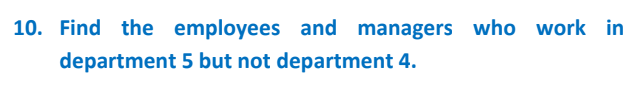 10. Find the employees and managers who work in
department 5 but not department 4.